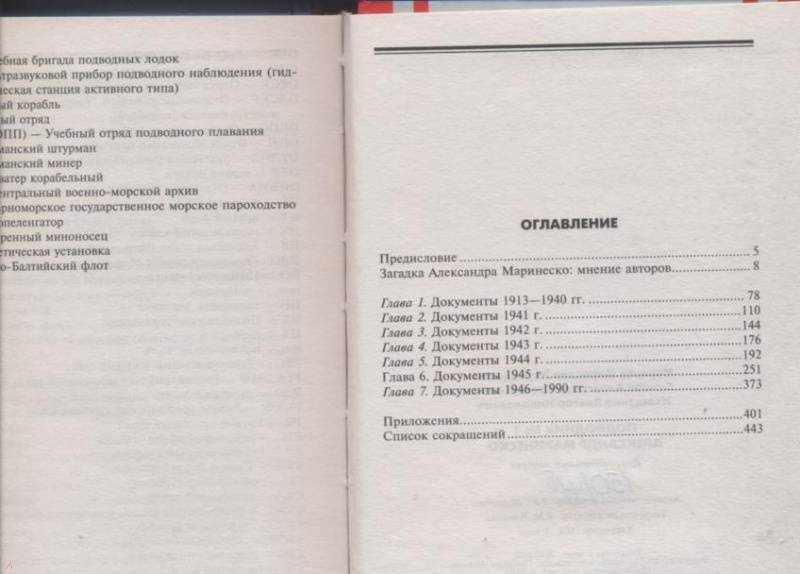 ебная бригада подводных лодок
ьтразвуковой прибор подводного наблюдения (гид-
ческая станция активного типа)
ый корабль
ый отряд
ОПП) — Учебный отряд подводного плавания
манский штурман
манский минер
ватер корабельный
ентральный военно-морской архив
ерноморское государственное морское пароходство
опеленгатор
ренный миноносец
етическая установка
о-Балтийский флот
ОГЛАВЛЕНИЕ
Предисловие 5
Загадка Александра Маринеско: мнение авторов 8
Глава 1. Документы 1913—1940 гг. 78
Глава 2. Документы 1941 г. 110
Глава 3. Документы 1942 г. 144
Глава 4. Документы 1943 г. 176
Глава 5. Документы 1944 г. 192
Глава 6. Документы 1945 г. 251
Глава 7. Документы 1946—1990 гг. 373
Приложения 401
Список сокращений 443